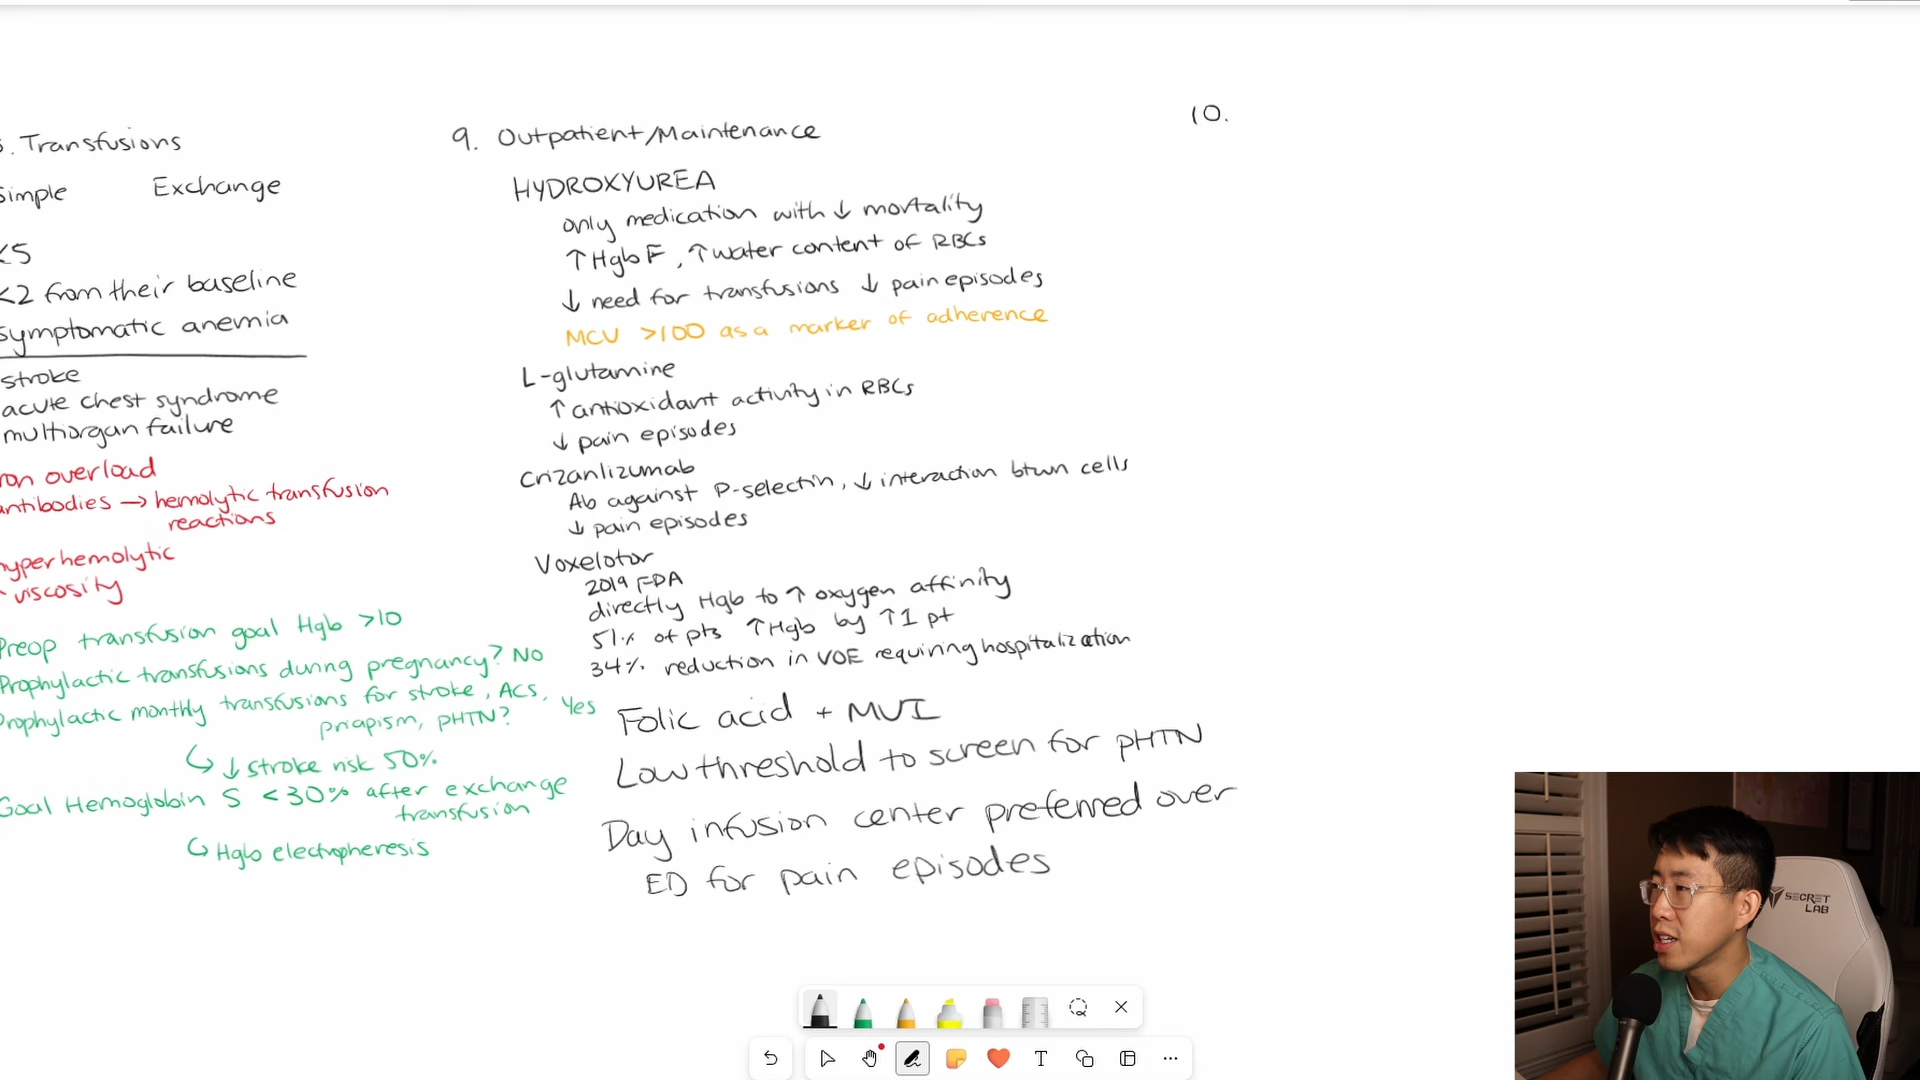 . Transfusions
simple Exchange
<5
<2 from their baseline
symptomatic anemia
stroke
acute chest syndrome
multiorgan failure
ron overload
antibodies → hemolytic transfusion
reactions
hyperhemolytic
viscosity
Preop transfusion goal Hgb >10
Prophylactic transfusions during pregnancy? No
Prophylactic monthly transfusions for stroke, ACS, Yes
priapism, pHTN?
↳ ↓ stroke risk 50%
Goal Hemoglobin S <30% after exchange
transfusion
↳ Hgb electropheresis
9. Outpatient/Maintenance
HYDROXYUREA
only medication with ↓ mortality
↑ Hgb F, ↑ water content of RBCs
↓ need for transfusions ↓ pain episodes
MCV >100 as a marker of adherence
L-glutamine
↑ antioxidant activity in RBCs
↓ pain episodes
Crizanlizumab
Ab against P-selectin, ↓ interaction btwn cells
↓ pain episodes
Voxelotor
2019 FDA
directly Hgb to ↑ oxygen affinity
51% of pts ↑ Hgb by ↑ 1 pt
34% reduction in VOE requiring hospitalization
Folic acid + MVI
Low threshold to screen for pHTN
Day infusion center preferred over
ED for pain episodes
10.
SECRET
LAB
T